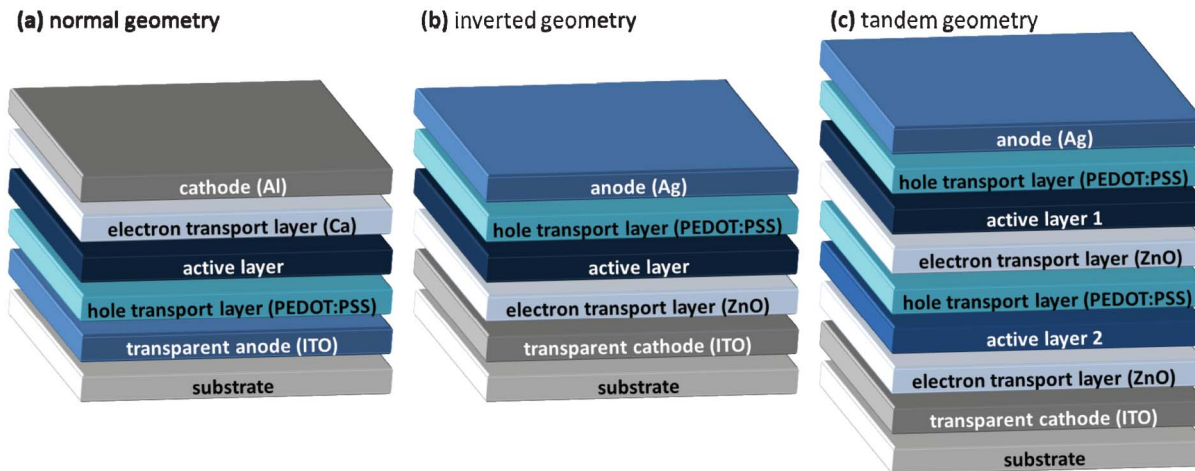 (a) normal geometry
cathode (Al)
electron transport layer (Ca)
active layer
hole transport layer (PEDOT:PSS)
transparent anode (ITO)
substrate
(b) inverted geometry
anode (Ag)
hole transport layer (PEDOT:PSS)
active layer
electron transport layer (ZnO)
transparent cathode (ITO)
substrate
(c) tandem geometry
anode (Ag)
hole transport layer (PEDOT:PSS)
active layer 1
electron transport layer (ZnO)
hole transport layer (PEDOT:PSS)
active layer 2
electron transport layer (ZnO)
transparent cathode (ITO)
substrate